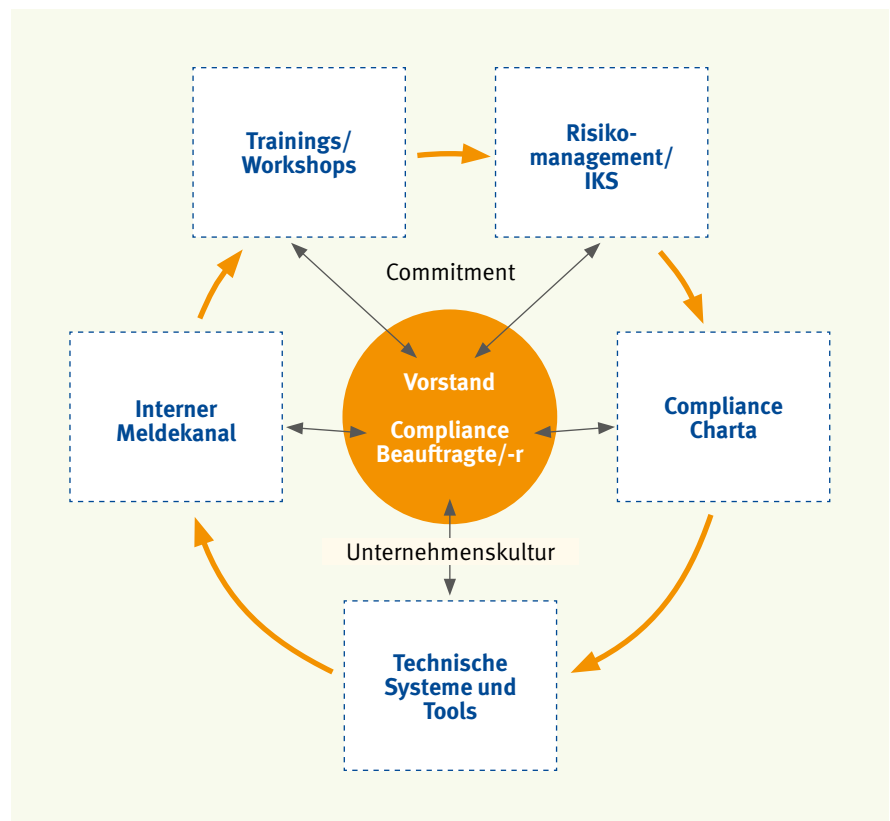 Trainings/
Workshops
Risiko-
management/
IKS
Commitment
Vorstand
Compliance
Beauftragte/-r
Interner
Meldekanal
Compliance
Charta
Unternehmenskultur
Technische
Systeme und
Tools